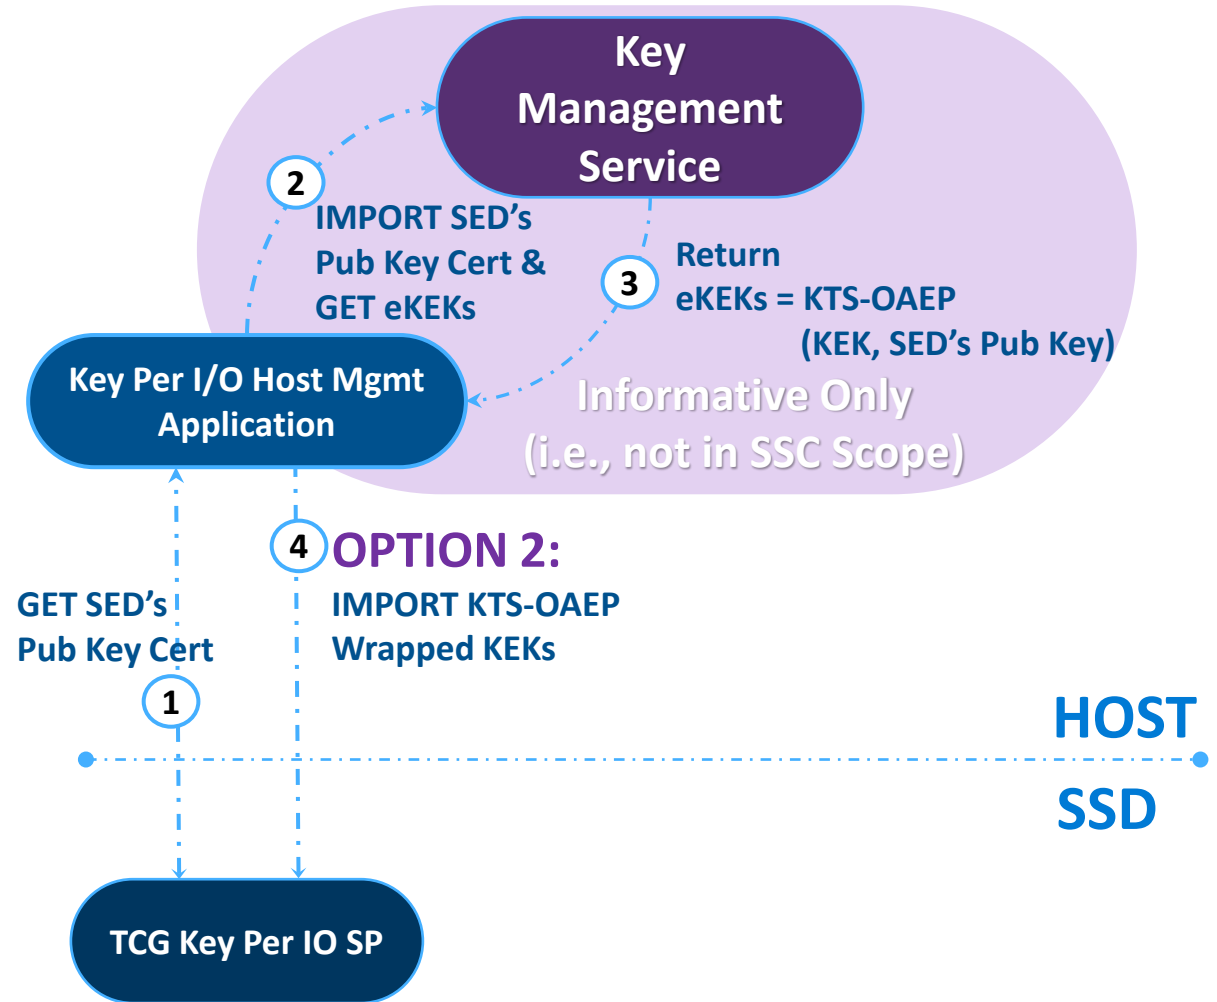 Key
Management
Service
2
IMPORT SED's
Pub Key Cert &
GET eKEKs
3
Return
eKEKs = KTS-OAEP
(KEK, SED's Pub Key)
Key Per I/O Host Mgmt
Application
Informative Only
(i.e., not in SSC Scope)
4
OPTION 2:
IMPORT KTS-OAEP
Wrapped KEKs
GET SED's
Pub Key Cert
1
HOST
SSD
TCG Key Per IO SP